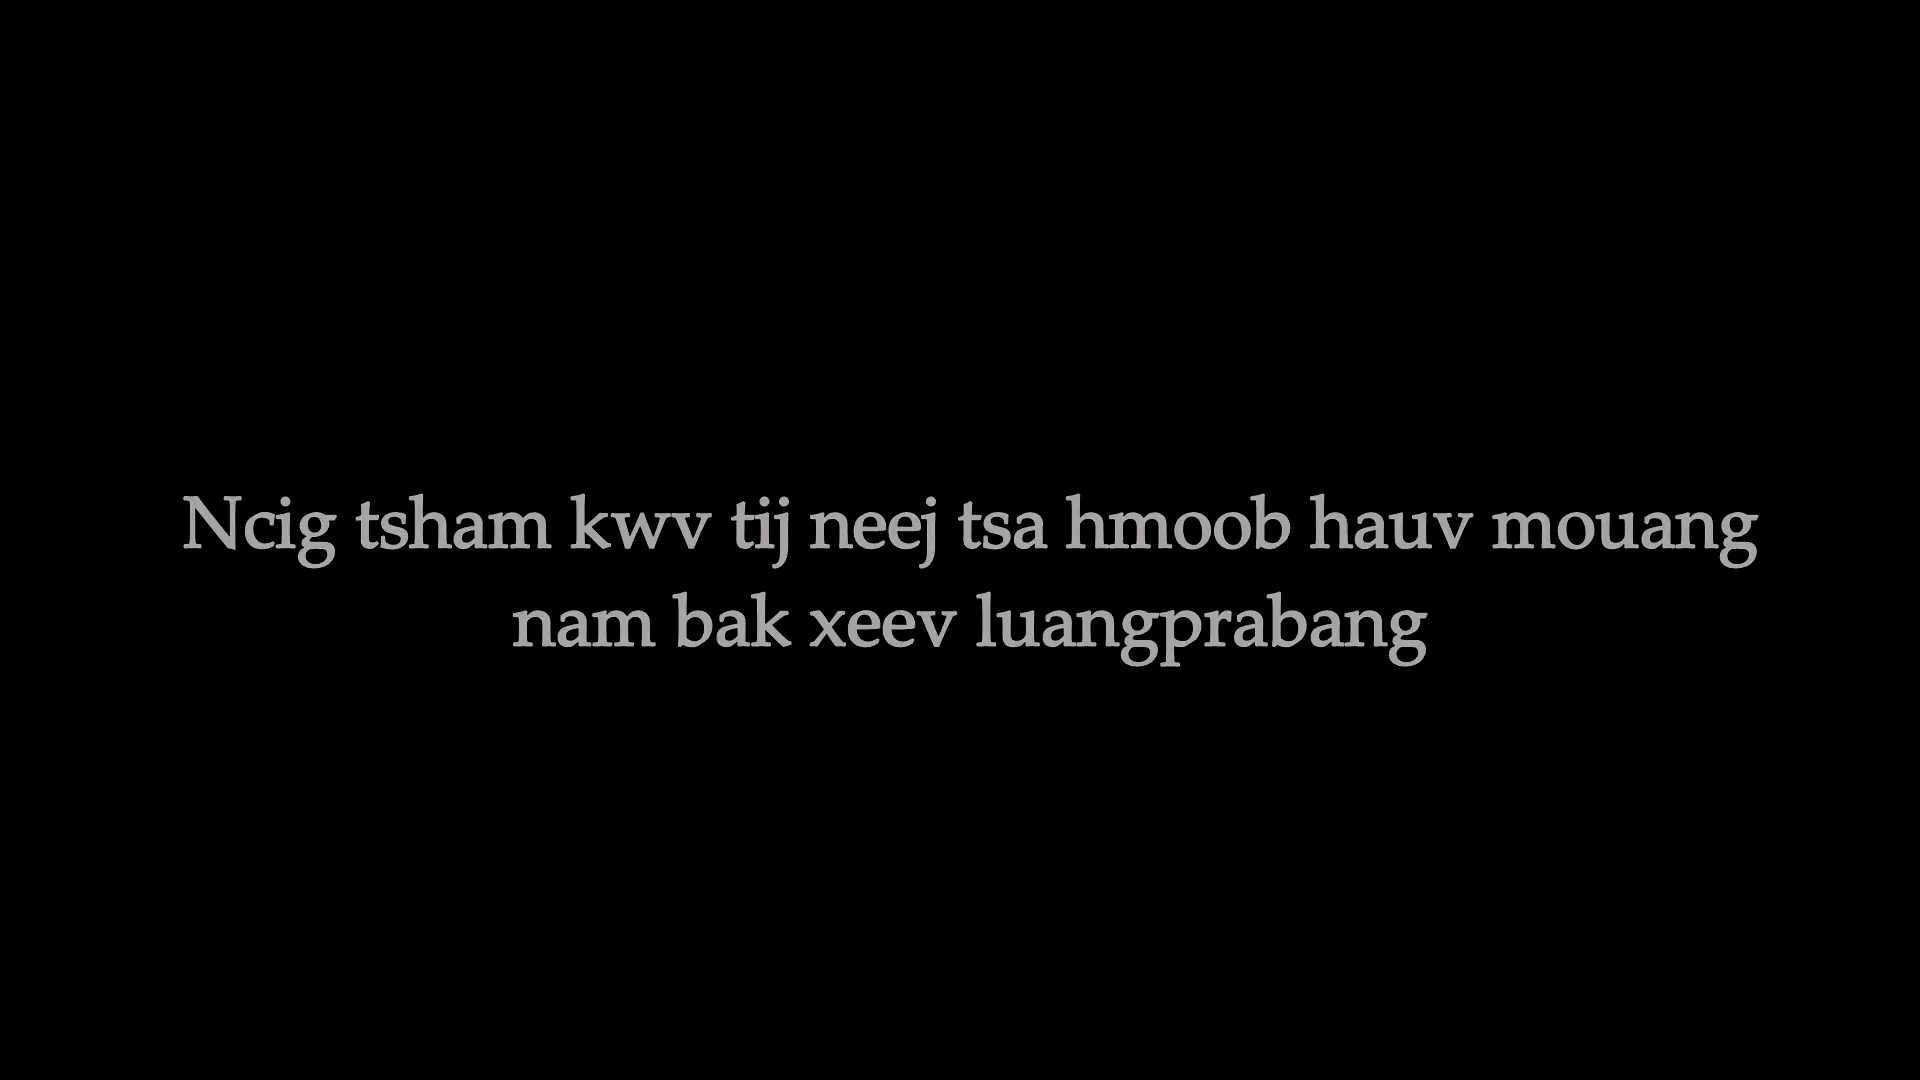 Ncig tsham kwv tij neej tsa hmoob hauv mouang
nam bak xeev luangprabang